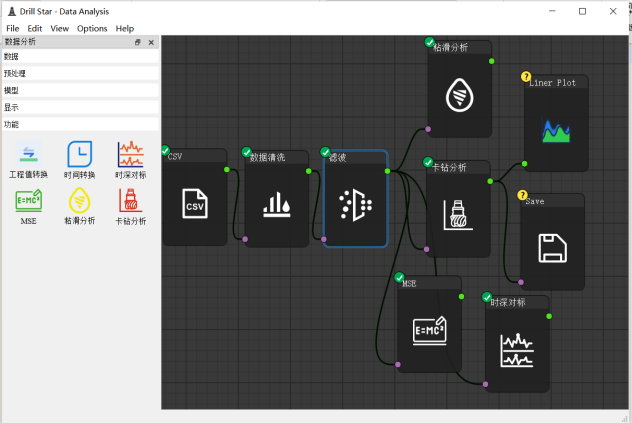 Drill Star - Data Analysis
File Edit View Options Help
数据分析
数据
预处理
模型
显示
功能
工程值转换 时间转换 时深对标
E=MC²
MSE 粘滑分析 卡钻分析
CSV
CSV
数据清洗
滤波
粘滑分析
卡钻分析
MSE
E=MC²
时深对标
Liner Plot
Save